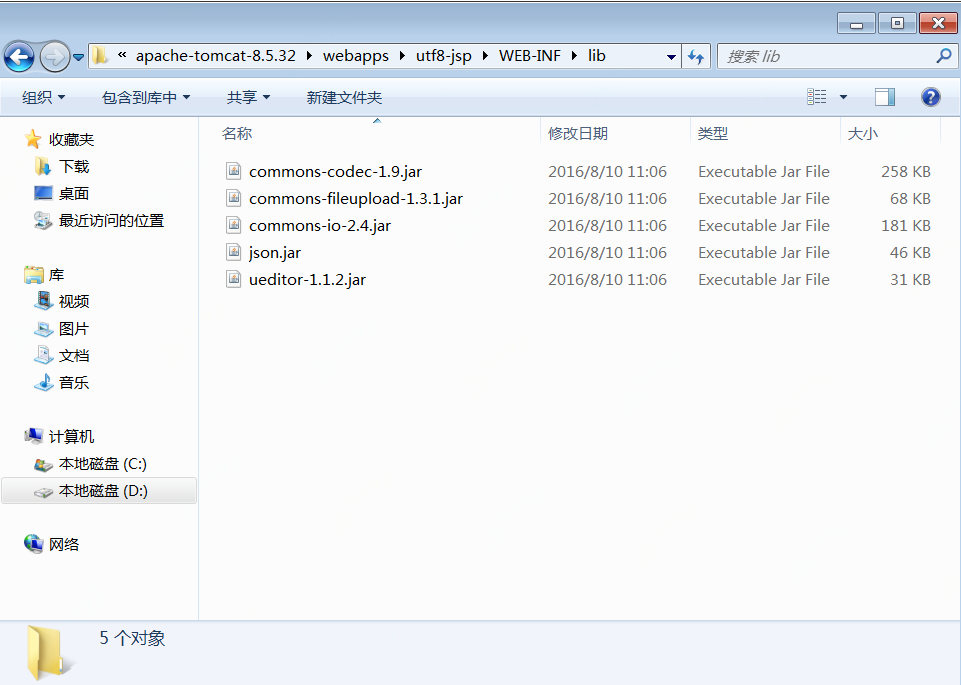 « apache-tomcat-8.5.32 webapps utf8-jsp WEB-INF lib 搜索 lib
组织 包含到库中 共享 新建文件夹
名称 修改日期 类型 大小
收藏夹
下载
桌面
最近访问的位置
库
视频
图片
文档
音乐
计算机
本地磁盘 (C:)
本地磁盘 (D:)
网络
commons-codec-1.9.jar 2016/8/10 11:06 Executable Jar File 258 KB
commons-fileupload-1.3.1.jar 2016/8/10 11:06 Executable Jar File 68 KB
commons-io-2.4.jar 2016/8/10 11:06 Executable Jar File 181 KB
json.jar 2016/8/10 11:06 Executable Jar File 46 KB
ueditor-1.1.2.jar 2016/8/10 11:06 Executable Jar File 31 KB
5 个对象